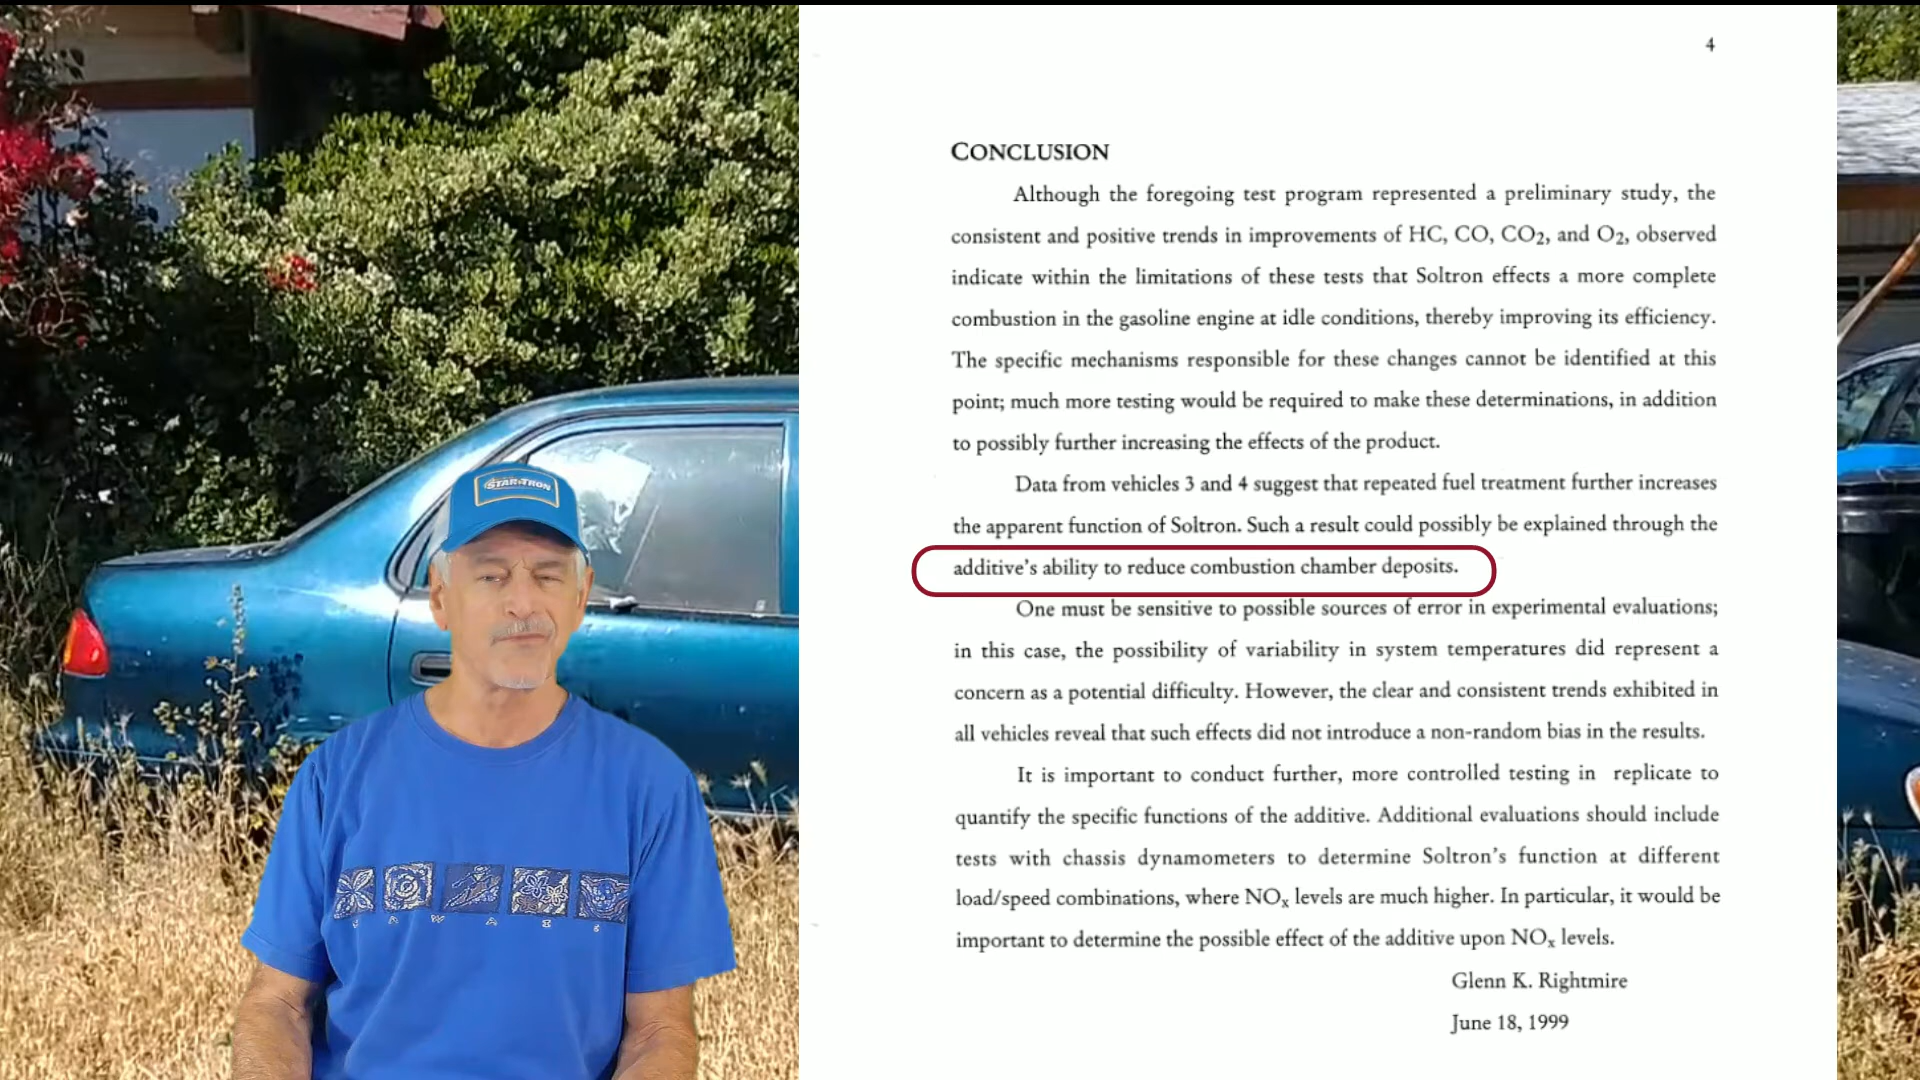 4
CONCLUSION
Although the foregoing test program represented a preliminary study, the
consistent and positive trends in improvements of HC, CO, CO2, and O2, observed
indicate within the limitations of these tests that Soltron effects a more complete
combustion in the gasoline engine at idle conditions, thereby improving its efficiency.
The specific mechanisms responsible for these changes cannot be identified at this
point; much more testing would be required to make these determinations, in addition
to possibly further increasing the effects of the product.
Data from vehicles 3 and 4 suggest that repeated fuel treatment further increases
the apparent function of Soltron. Such a result could possibly be explained through the
additive's ability to reduce combustion chamber deposits.
One must be sensitive to possible sources of error in experimental evaluations;
in this case, the possibility of variability in system temperatures did represent a
concern as a potential difficulty. However, the clear and consistent trends exhibited in
all vehicles reveal that such effects did not introduce a non-random bias in the results.
It is important to conduct further, more controlled testing in replicate to
quantify the specific functions of the additive. Additional evaluations should include
tests with chassis dynamometers to determine Soltron's function at different
load/speed combinations, where NOx levels are much higher. In particular, it would be
important to determine the possible effect of the additive upon NOx levels.
Glenn K. Rightmire
June 18, 1999
STAR TRON